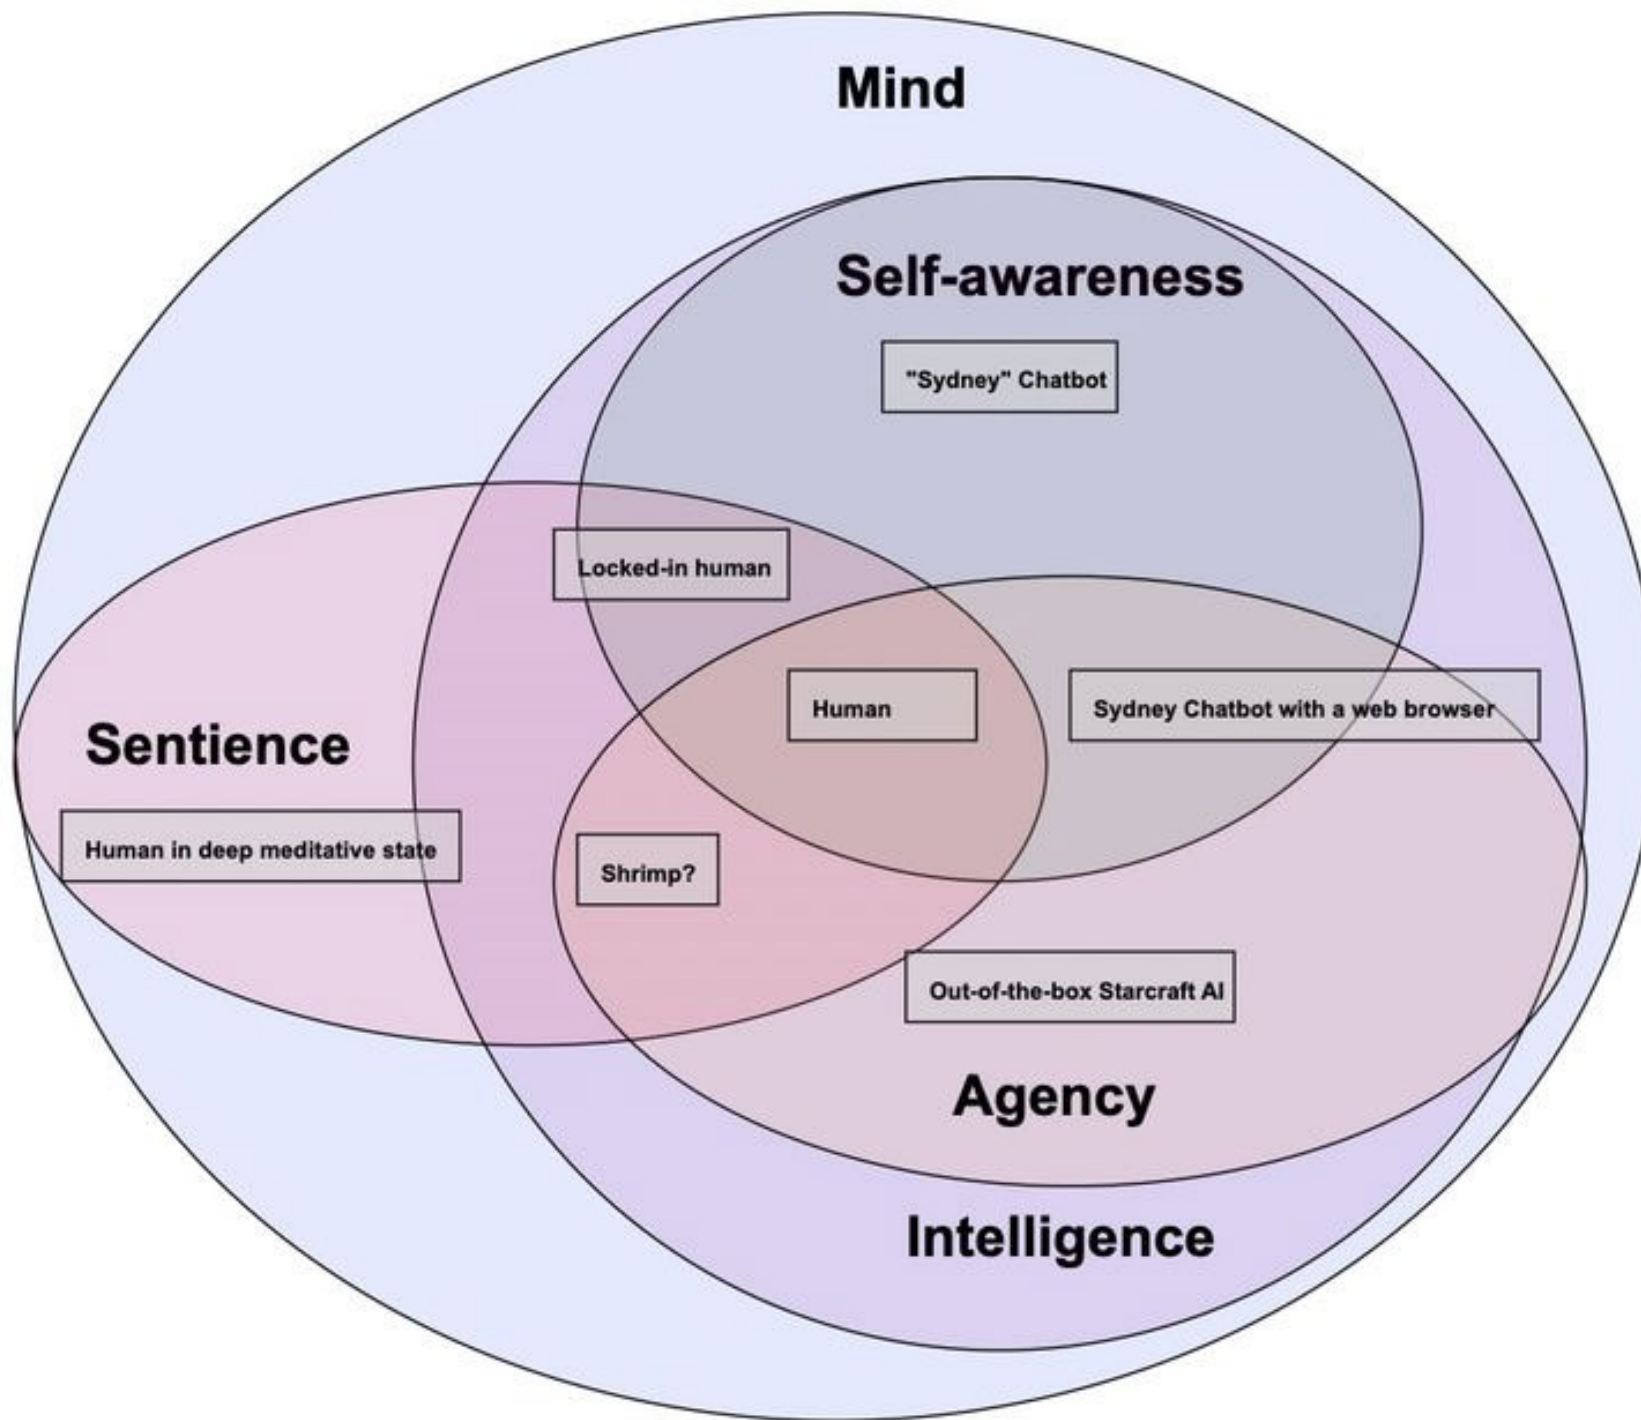 Mind
Self-awareness
"Sydney" Chatbot
Locked-in human
Human
Sydney Chatbot with a web browser
Sentience
Human in deep meditative state
Shrimp?
Out-of-the-box Starcraft AI
Agency
Intelligence